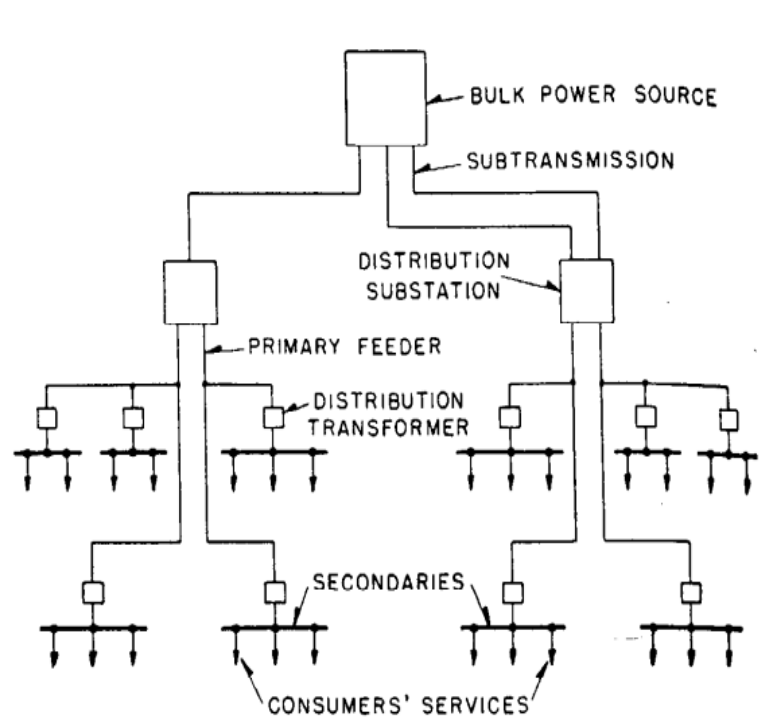 BULK POWER SOURCE
SUBTRANSMISSION
DISTRIBUTION
SUBSTATION
PRIMARY FEEDER
DISTRIBUTION
TRANSFORMER
SECONDARIES
CONSUMERS' SERVICES